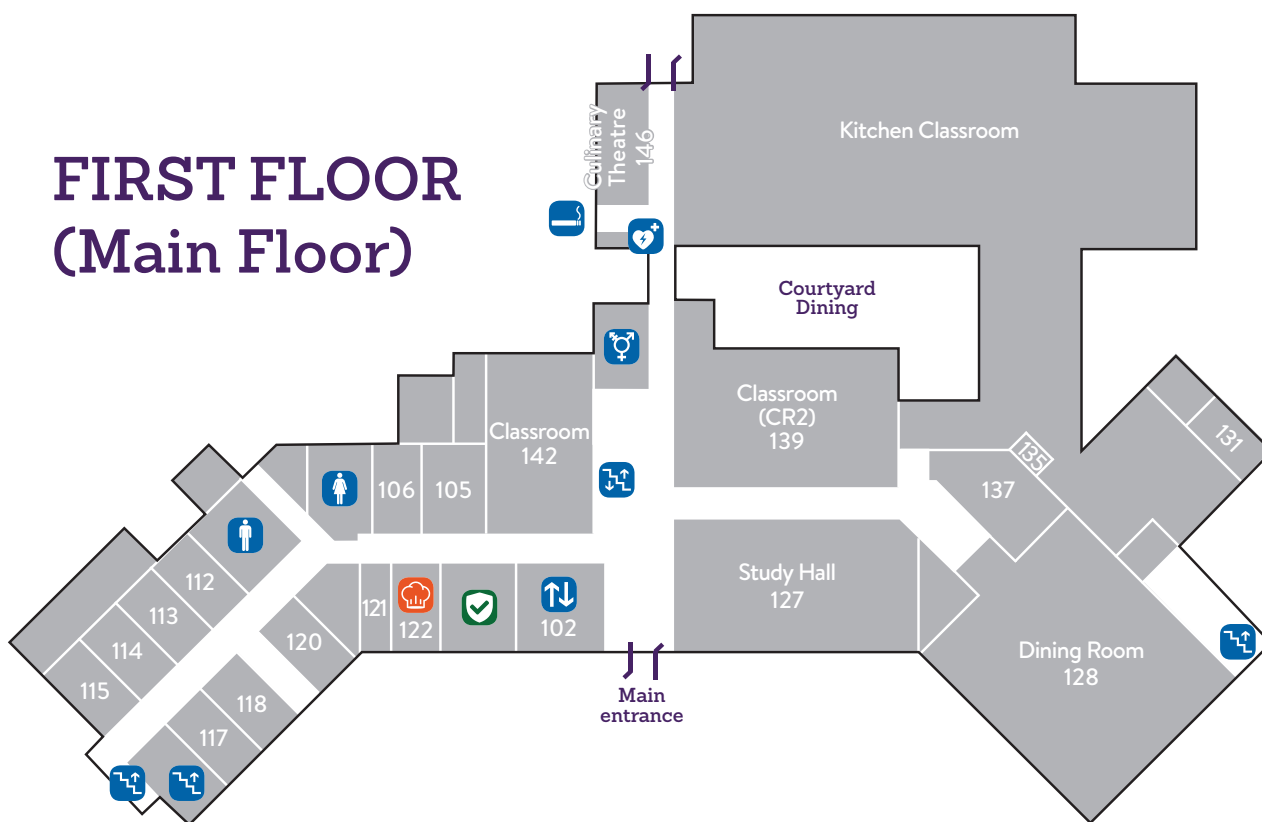 FIRST FLOOR
(Main Floor)
Culinary
Theatre
146
Kitchen Classroom
Courtyard
Dining
Classroom
(CR2)
139
Classroom
142
131
135
137
106
105
112
113
114
115
121
122
102
120
118
117
Study Hall
127
Dining Room
128
Main
entrance